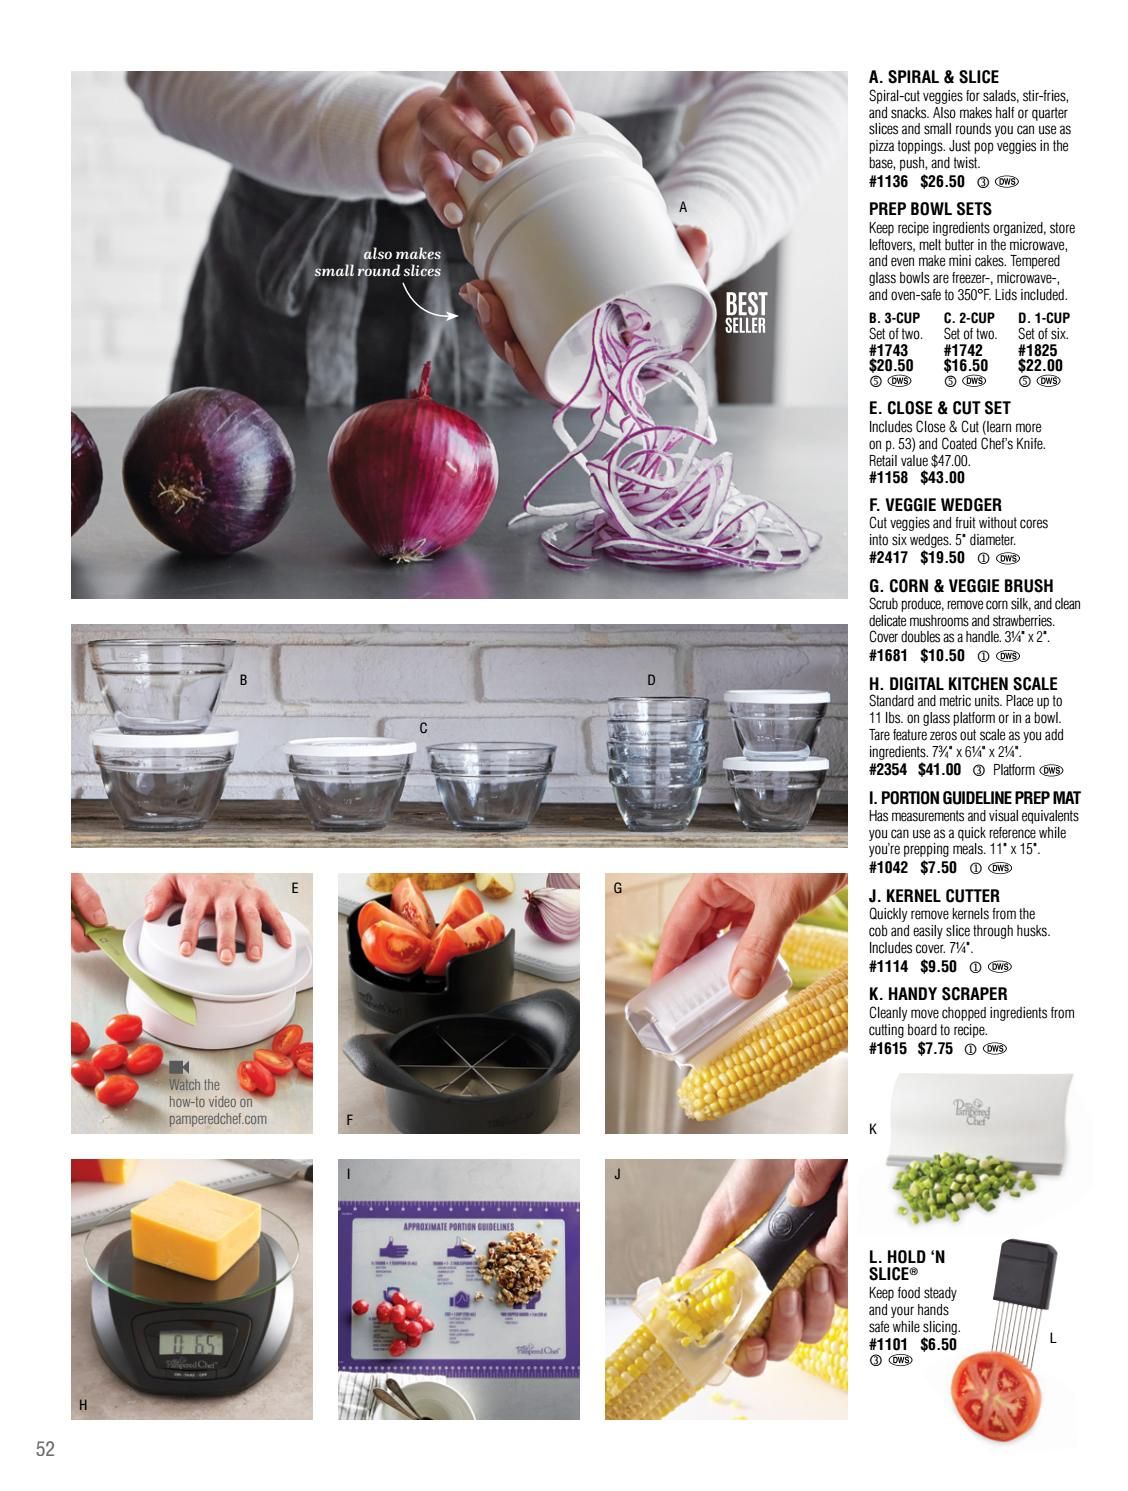 also makes
small round slices
A
BEST
SELLER
B
C
D
E
Watch the
how-to video on
pamperedchef.com
F
G
H
Pampered Chef
I
APPROXIMATE PORTION GUIDELINES
Pampered Chef
J
A. SPIRAL & SLICE
Spiral-cut veggies for salads, stir-fries,
and snacks. Also makes half or quarter
slices and small rounds you can use as
pizza toppings. Just pop veggies in the
base, push, and twist.
#1136 $26.50 ③ DWS
PREP BOWL SETS
Keep recipe ingredients organized, store
leftovers, melt butter in the microwave,
and even make mini cakes. Tempered
glass bowls are freezer-, microwave-,
and oven-safe to 350°F. Lids included.
B. 3-CUP
Set of two.
#1743
$20.50
⑤ DWS
C. 2-CUP
Set of two.
#1742
$16.50
⑤ DWS
D. 1-CUP
Set of six.
#1825
$22.00
⑤ DWS
E. CLOSE & CUT SET
Includes Close & Cut (learn more
on p. 53) and Coated Chef's Knife.
Retail value $47.00.
#1158 $43.00
F. VEGGIE WEDGER
Cut veggies and fruit without cores
into six wedges. 5" diameter.
#2417 $19.50 ① DWS
G. CORN & VEGGIE BRUSH
Scrub produce, remove corn silk, and clean
delicate mushrooms and strawberries.
Cover doubles as a handle. 3¼" x 2".
#1681 $10.50 ① DWS
H. DIGITAL KITCHEN SCALE
Standard and metric units. Place up to
11 lbs. on glass platform or in a bowl.
Tare feature zeros out scale as you add
ingredients. 7¾" x 6¼" x 2¼".
#2354 $41.00 ③ Platform DWS
I. PORTION GUIDELINE PREP MAT
Has measurements and visual equivalents
you can use as a quick reference while
you're prepping meals. 11" x 15".
#1042 $7.50 ① DWS
J. KERNEL CUTTER
Quickly remove kernels from the
cob and easily slice through husks.
Includes cover. 7¼".
#1114 $9.50 ① DWS
K. HANDY SCRAPER
Cleanly move chopped ingredients from
cutting board to recipe.
#1615 $7.75 ① DWS
K
Pampered
Chef
L. HOLD 'N
SLICE®
Keep food steady
and your hands
safe while slicing.
#1101 $6.50
③ DWS
L
52